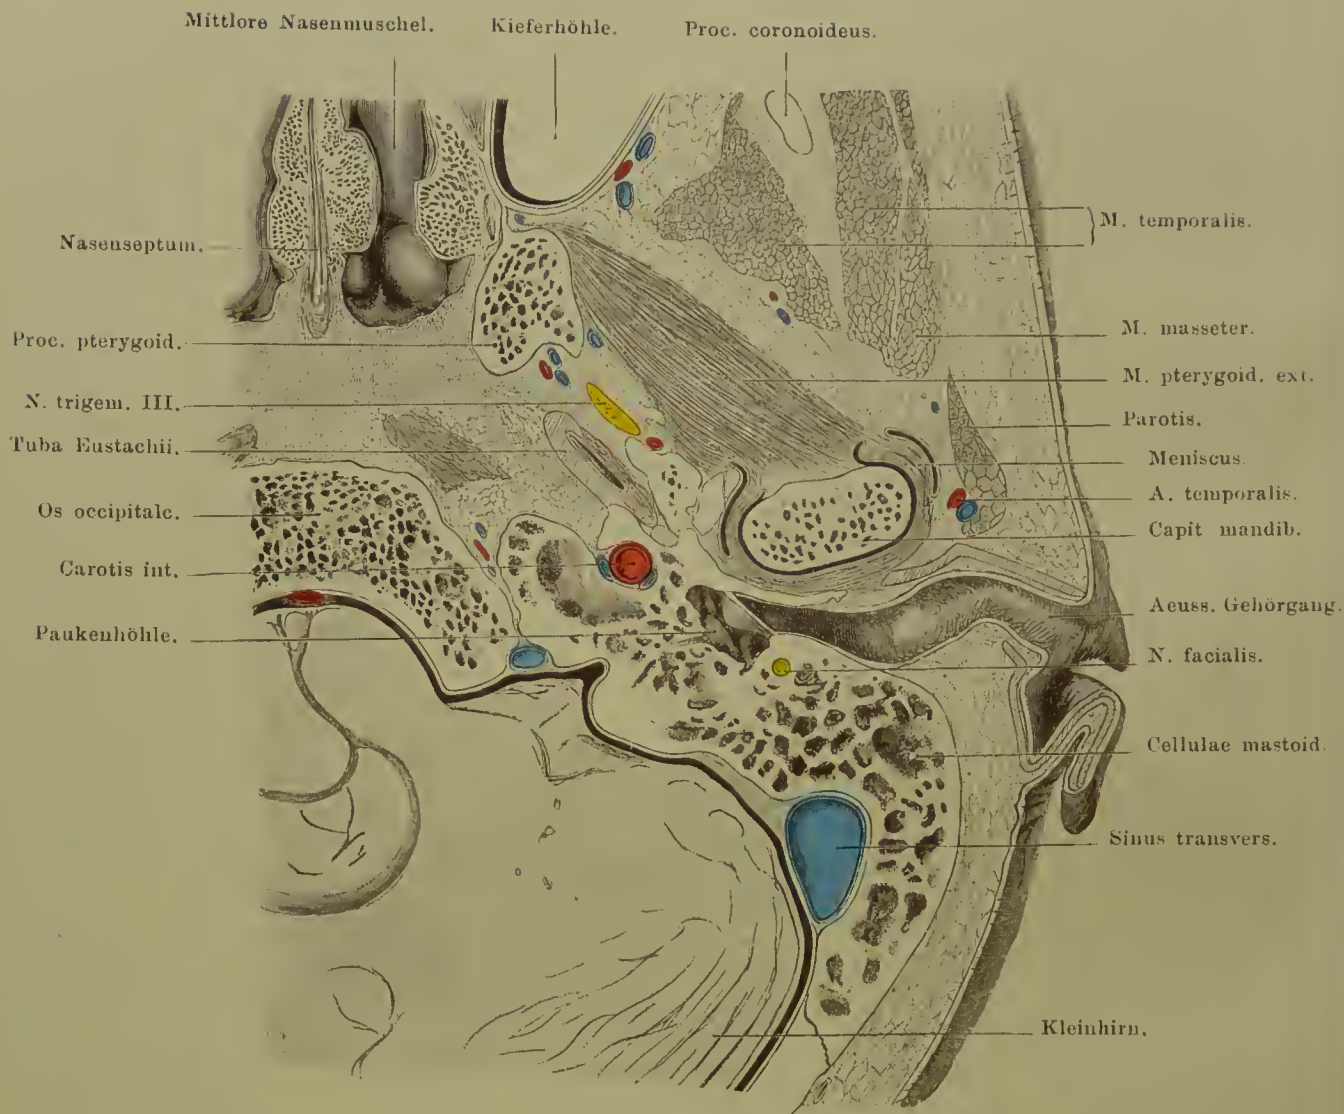 Mittlore Nasenmuschel.
Kieferhöhle.
Proc. coronoideus.
Nasenseptum.
Proc. pterygoid.
N. trigem. III.
Tuba Eustachii.
Os occipitale.
Carotis int.
Paukenhöhle.
M. temporalis.
M. masseter.
M. pterygoid. ext.
Parotis.
Meniscus.
A. temporalis.
Capit mandib.
Aeuss. Gehörgang.
N. facialis.
Cellulae mastoid.
Sinus transvers.
Kleinhirn.